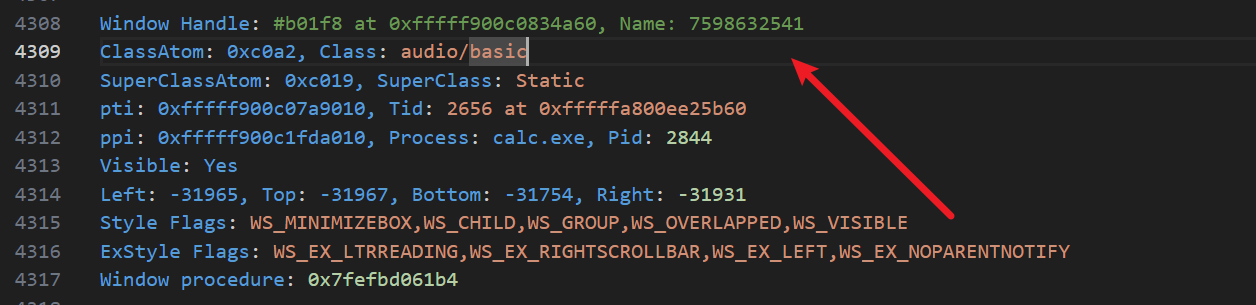 4308 Window Handle: #b01f8 at 0xfffff900c0834a60, Name: 7598632541
4309 ClassAtom: 0xc0a2, Class: audio/basic
4310 SuperClassAtom: 0xc019, SuperClass: Static
4311 pti: 0xfffff900c07a9010, Tid: 2656 at 0xfffffa800ee25b60
4312 ppi: 0xfffff900c1fda010, Process: calc.exe, Pid: 2844
4313 Visible: Yes
4314 Left: -31965, Top: -31967, Bottom: -31754, Right: -31931
4315 Style Flags: WS_MINIMIZEBOX,WS_CHILD,WS_GROUP,WS_OVERLAPPED,WS_VISIBLE
4316 ExStyle Flags: WS_EX_LTRREADING,WS_EX_RIGHTSCROLLBAR,WS_EX_LEFT,WS_EX_NOPARENTNOTIFY
4317 Window procedure: 0x7fefbd061b4